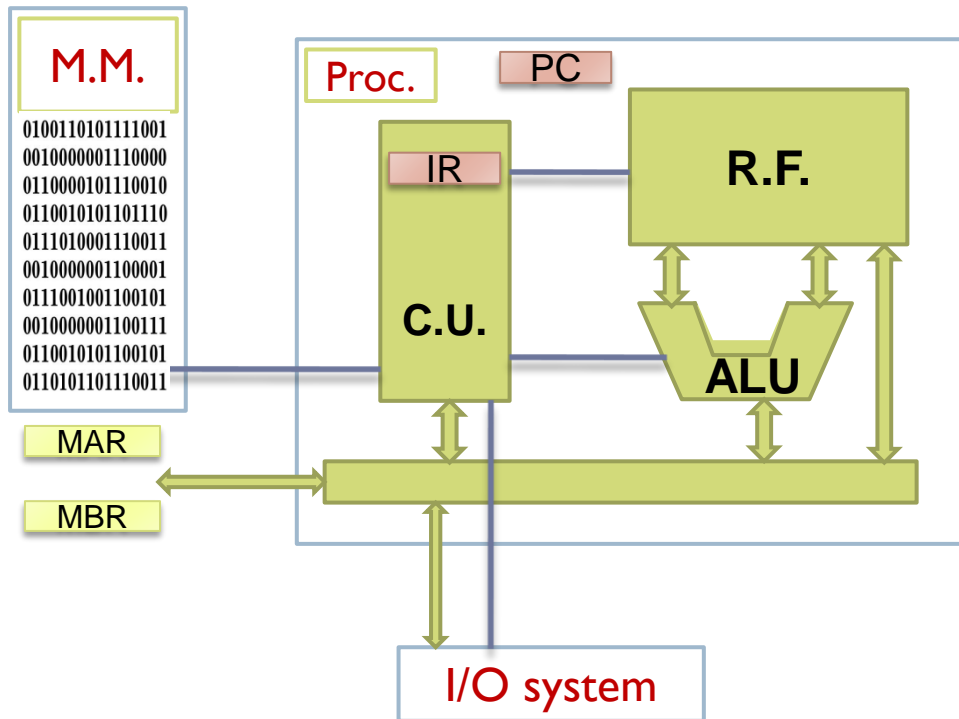 M.M.
0100110101111001
0010000001110000
0110000101110010
0110010101101110
0111010001110011
0010000001100001
0111001001100101
0010000001100111
0110010101100101
0110101101110011
MAR
MBR
Proc.
PC
IR
C.U.
R.F.
ALU
I/O system